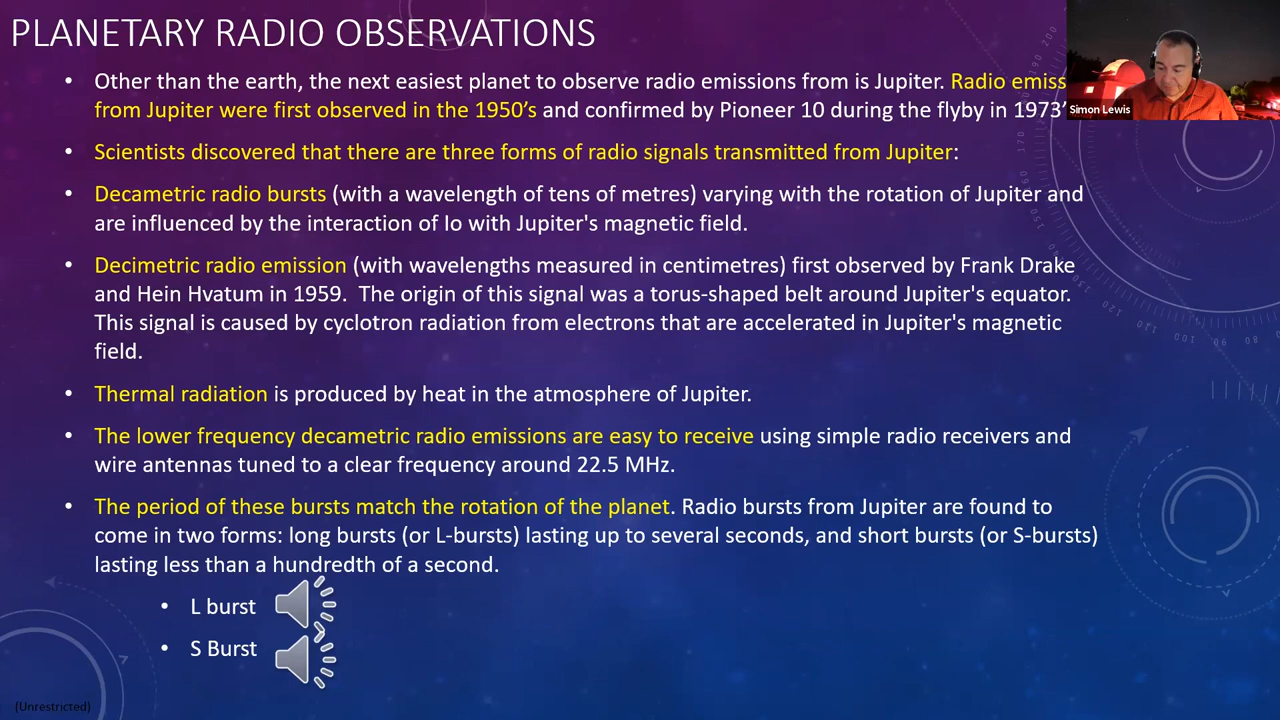 PLANETARY RADIO OBSERVATIONS
• Other than the earth, the next easiest planet to observe radio emissions from is Jupiter. Radio emiss
from Jupiter were first observed in the 1950's and confirmed by Pioneer 10 during the flyby in 1973'
Simon Lewis
• Scientists discovered that there are three forms of radio signals transmitted from Jupiter:
• Decametric radio bursts (with a wavelength of tens of metres) varying with the rotation of Jupiter and
are influenced by the interaction of Io with Jupiter's magnetic field.
• Decimetric radio emission (with wavelengths measured in centimetres) first observed by Frank Drake
and Hein Hvatum in 1959.  The origin of this signal was a torus-shaped belt around Jupiter's equator.
This signal is caused by cyclotron radiation from electrons that are accelerated in Jupiter's magnetic
field.
• Thermal radiation is produced by heat in the atmosphere of Jupiter.
• The lower frequency decametric radio emissions are easy to receive using simple radio receivers and
wire antennas tuned to a clear frequency around 22.5 MHz.
• The period of these bursts match the rotation of the planet. Radio bursts from Jupiter are found to
come in two forms: long bursts (or L-bursts) lasting up to several seconds, and short bursts (or S-bursts)
lasting less than a hundredth of a second.
• L burst
• S Burst
(Unrestricted)